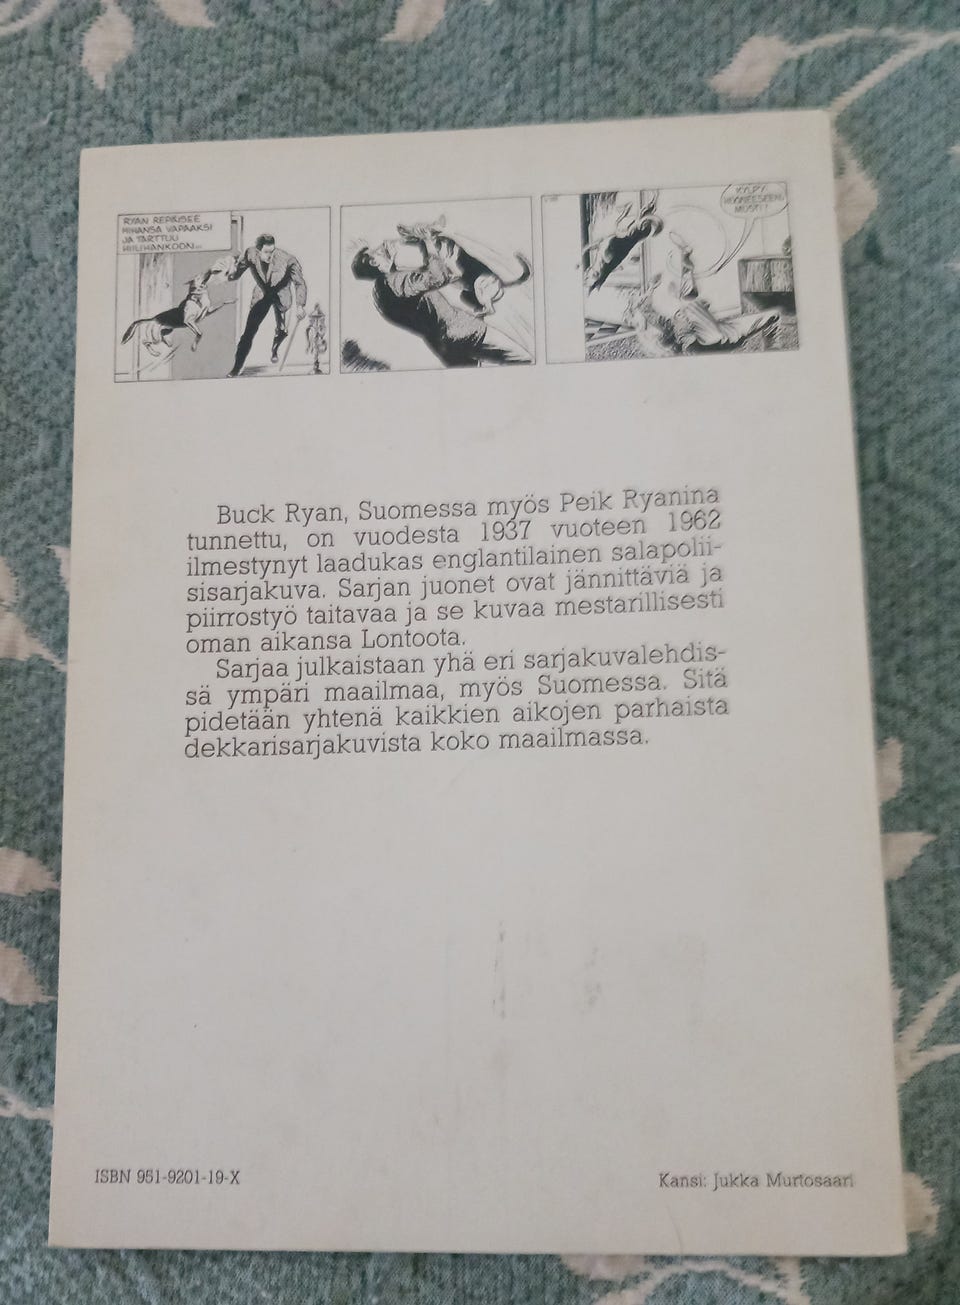 RYAN REPÄISEE
HIHANSA VAPAAKSI
JA TARTTUU
HIILIHANKOON...
KYLPY-
HUONEESEEN,
MUSTI!
Buck Ryan, Suomessa myös Peik Ryanina
tunnettu, on vuodesta 1937 vuoteen 1962
ilmestynyt laadukas englantilainen salapolii-
sisarjakuva. Sarjan juonet ovat jännittäviä ja
piirrostyö taitavaa ja se kuvaa mestarillisesti
oman aikansa Lontoota.
Sarjaa julkaistaan yhä eri sarjakuvalehdis-
sä ympäri maailmaa, myös Suomessa. Sitä
pidetään yhtenä kaikkien aikojen parhaista
dekkarisarjakuvista koko maailmassa.
ISBN 951-9201-19-X
Kansi: Jukka Murtosaari